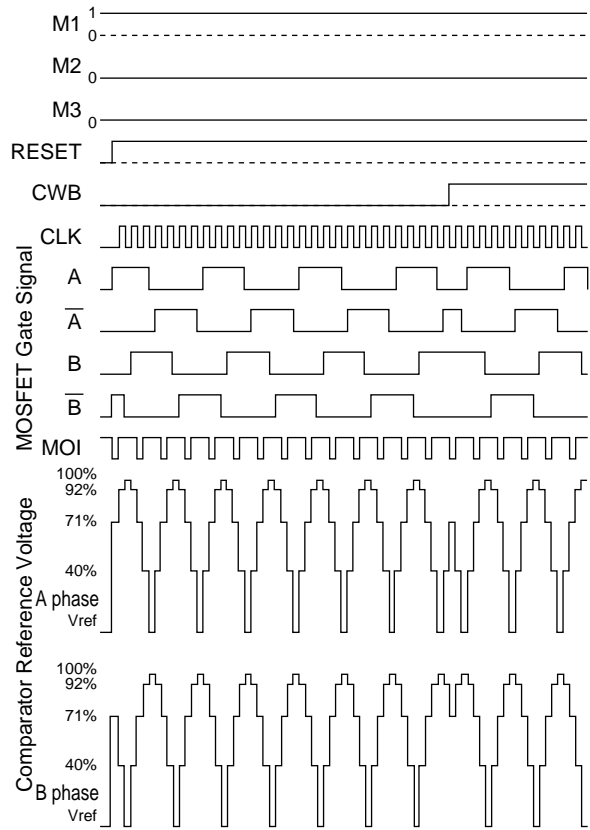 M1
1
0
M2
0
M3
0
RESET
CWB
CLK
MOSFET Gate Signal
A
A̅
B
B̅
MOI
Comparator Reference Voltage
100%
92%
71%
40%
A phase
Vref
100%
92%
71%
40%
B phase
Vref